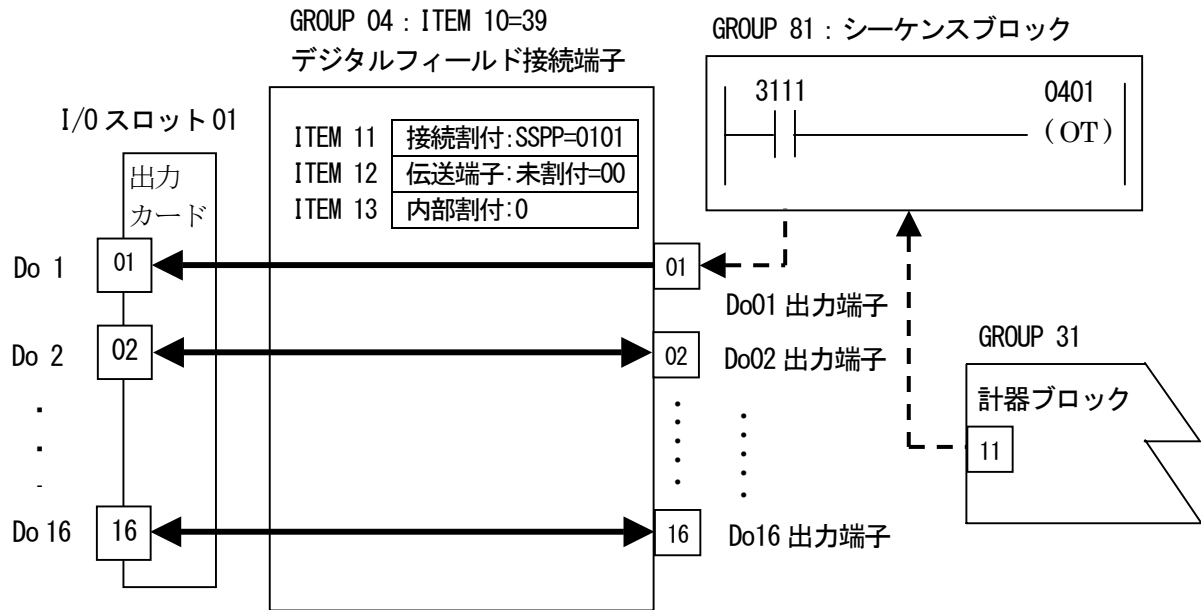 GROUP 04 : ITEM 10=39
デジタルフィールド接続端子
GROUP 81 : シーケンスブロック
3111
0401
(OT)
I/O スロット 01
出力
カード
ITEM 11 接続割付:SSPP=0101
ITEM 12 伝送端子:未割付=00
ITEM 13 内部割付:0
Do 1
01
01
Do01 出力端子
Do 2
02
02
Do02 出力端子
GROUP 31
計器ブロック
11
Do 16
16
16
Do16 出力端子